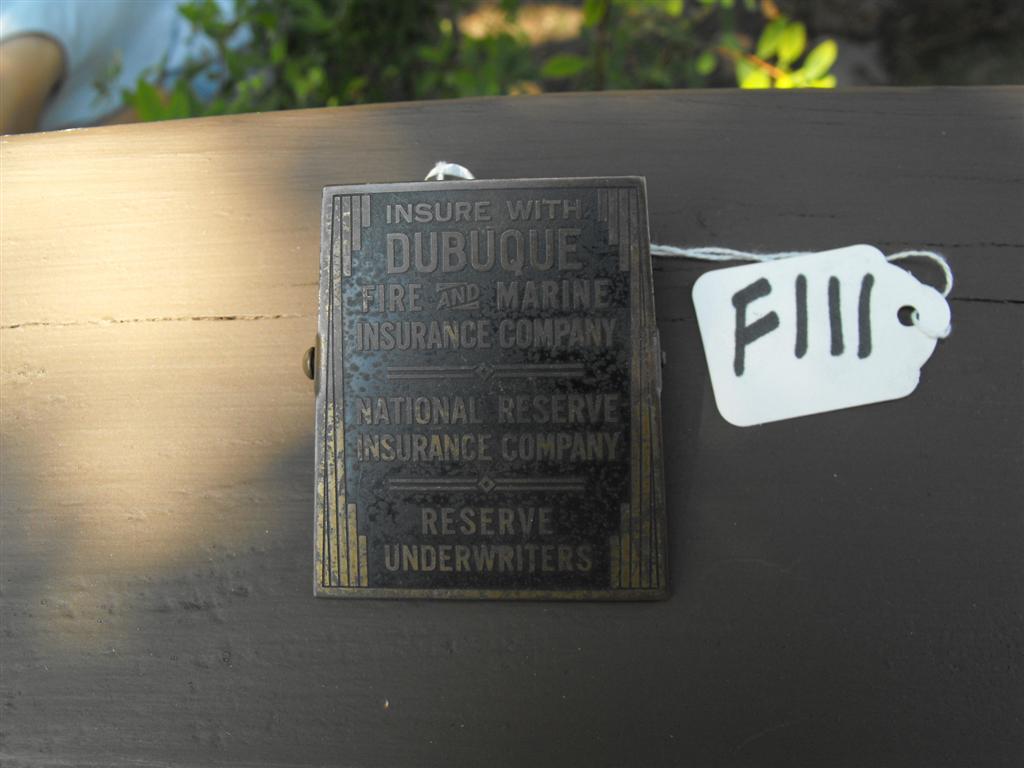 INSURE WITH
DUBUQUE
FIRE AND MARINE
INSURANCE COMPANY
NATIONAL RESERVE
INSURANCE COMPANY
RESERVE
UNDERWRITERS
F111